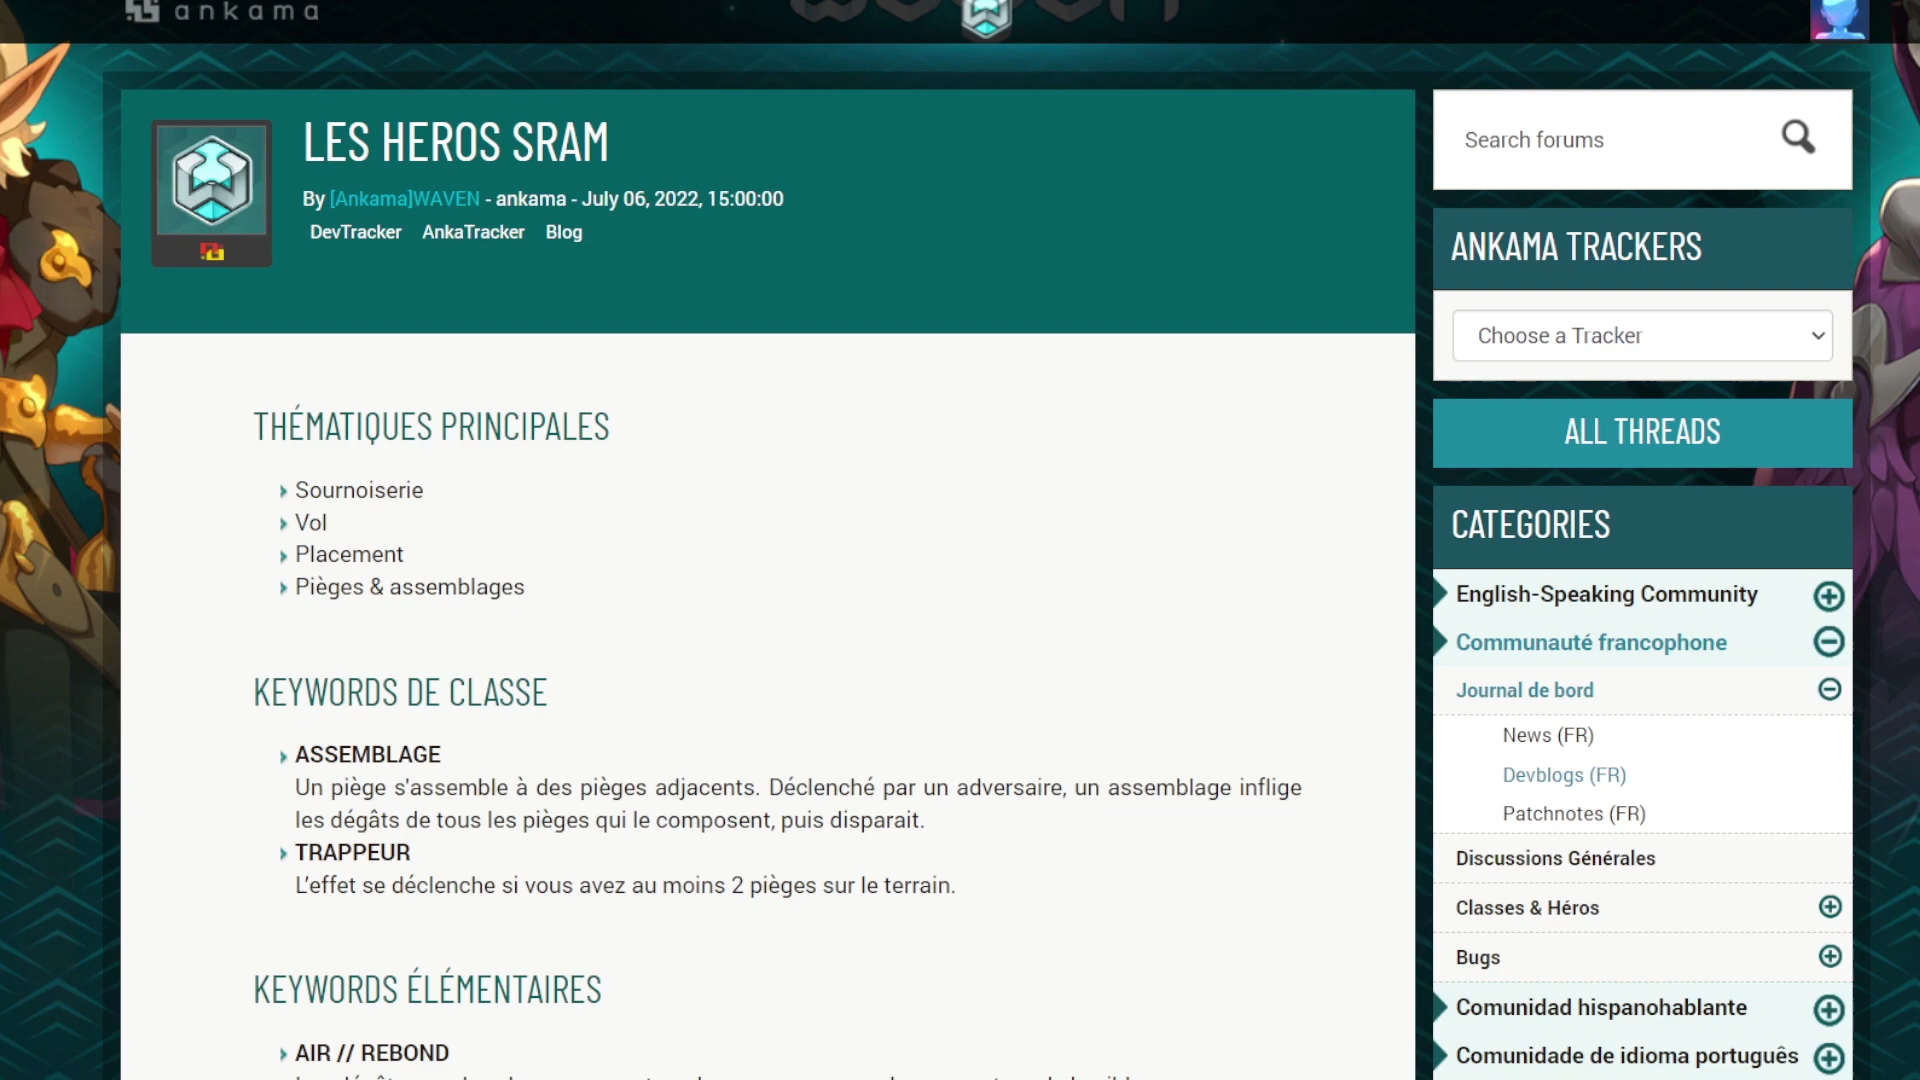 ankama
LES HEROS SRAM
By [Ankama]WAVEN - ankama - July 06, 2022, 15:00:00
DevTracker AnkaTracker Blog
THÉMATIQUES PRINCIPALES
Sournoiserie
Vol
Placement
Pièges & assemblages
KEYWORDS DE CLASSE
ASSEMBLAGE
Un piège s'assemble à des pièges adjacents. Déclenché par un adversaire, un assemblage inflige
les dégâts de tous les pièges qui le composent, puis disparait.
TRAPPEUR
L'effet se déclenche si vous avez au moins 2 pièges sur le terrain.
KEYWORDS ÉLÉMENTAIRES
AIR // REBOND
Search forums
ANKAMA TRACKERS
Choose a Tracker
ALL THREADS
CATEGORIES
English-Speaking Community
Communauté francophone
Journal de bord
News (FR)
Devblogs (FR)
Patchnotes (FR)
Discussions Générales
Classes & Héros
Bugs
Comunidad hispanohablante
Comunidade de idioma português